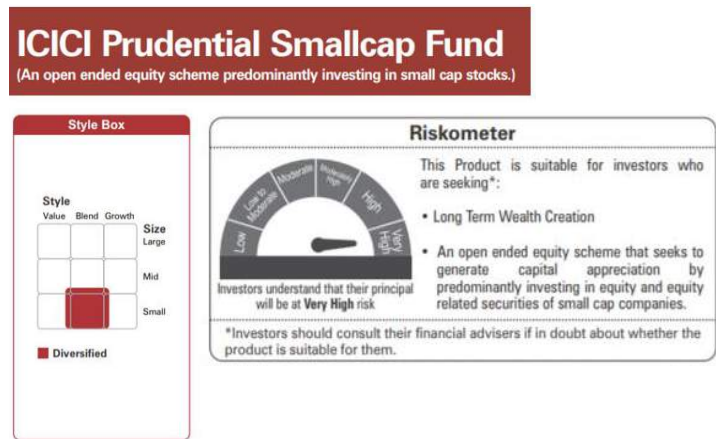 ICICI Prudential Smallcap Fund
(An open ended equity scheme predominantly investing in small cap stocks.)
Style Box
Style
Value Blend Growth
Size
Large
Mid
Small
Diversified
Riskometer
Low
Low to
Moderate
Moderate
Moderately
High
High
Very
High
Investors understand that their principal
will be at Very High risk
This Product is suitable for investors who
are seeking*:
• Long Term Wealth Creation
• An open ended equity scheme that seeks to
generate capital appreciation by
predominantly investing in equity and equity
related securities of small cap companies.
*Investors should consult their financial advisers if in doubt about whether the
product is suitable for them.